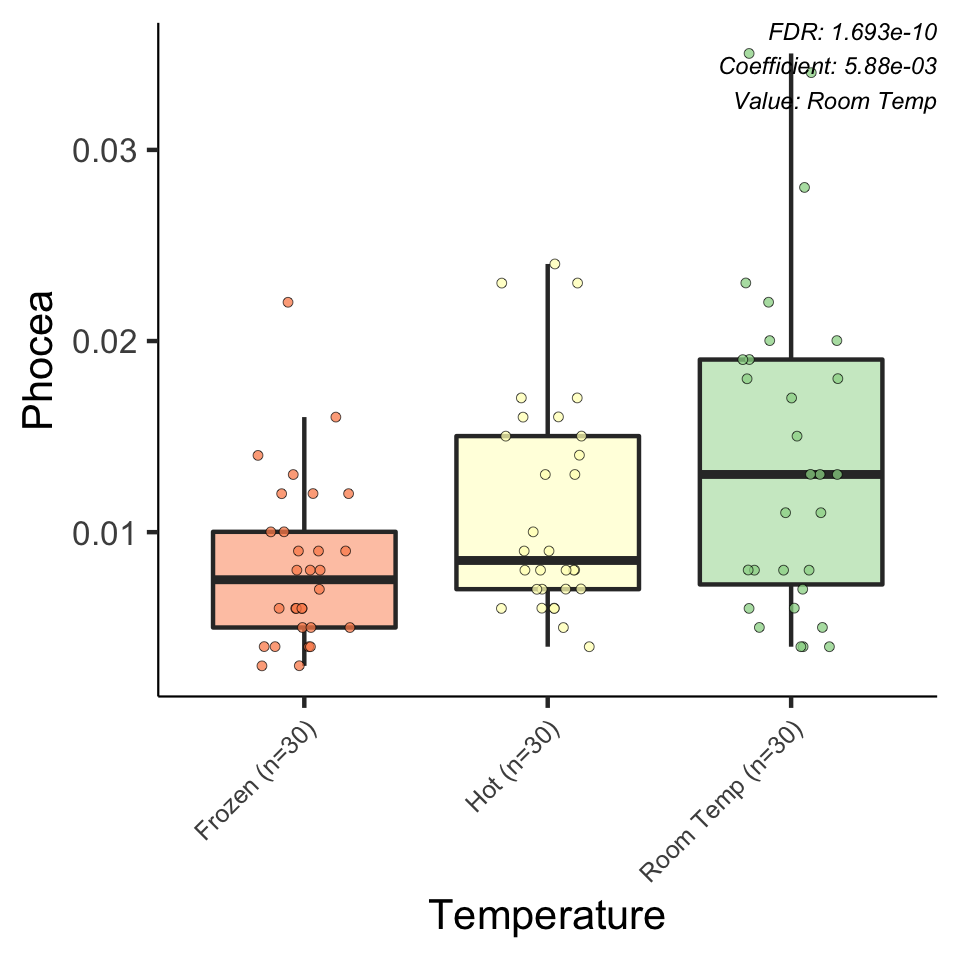 FDR: 1.693e-10
Coefficient: 5.88e-03
Value: Room Temp
0.03
0.02
0.01
Phocea
Frozen (n=30)
Hot (n=30)
Room Temp (n=30)
Temperature